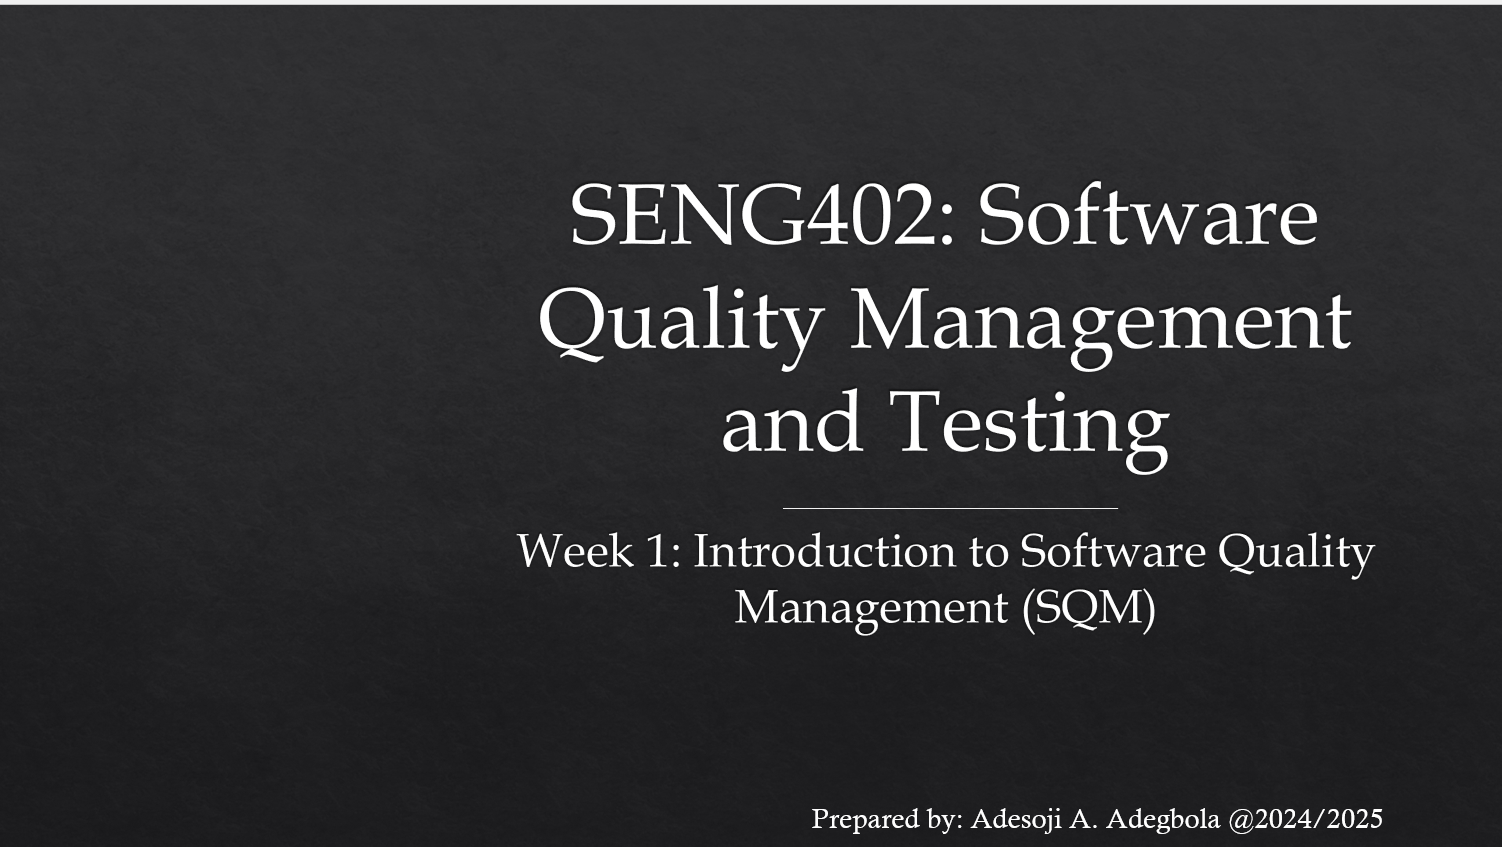 SENG402: Software
Quality Management
and Testing
Week 1: Introduction to Software Quality
Management (SQM)
Prepared by: Adesoji A. Adegbola @2024/2025